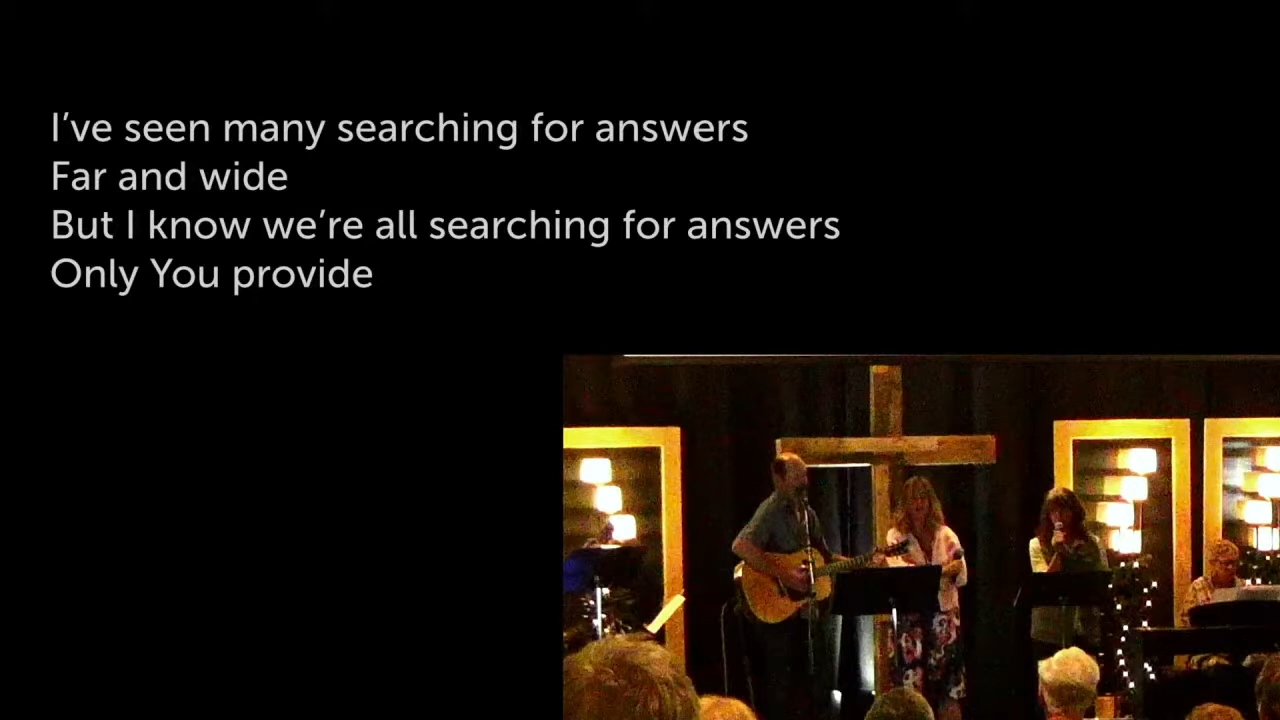 I've seen many searching for answers
Far and wide
But I know we're all searching for answers
Only You provide